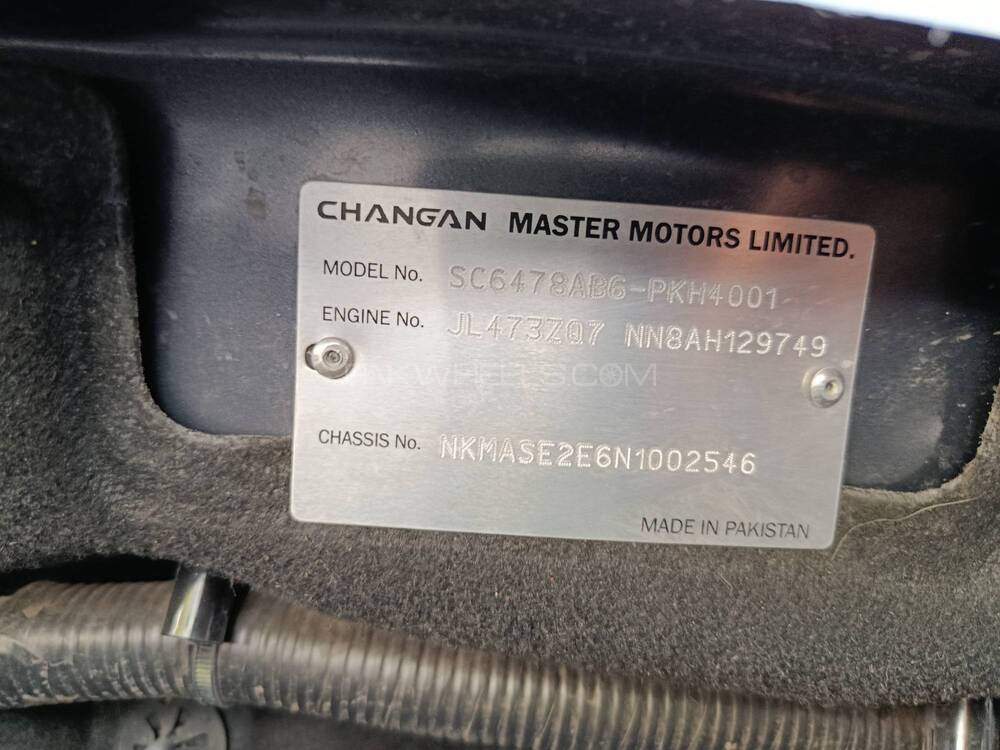 CHANGAN MASTER MOTORS LIMITED.
MODEL No. SC6478AB6-PKH4001
ENGINE No. JL473ZQ7 NN8AH129749
CHASSIS No. NKMASE2E6N1002546
MADE IN PAKISTAN